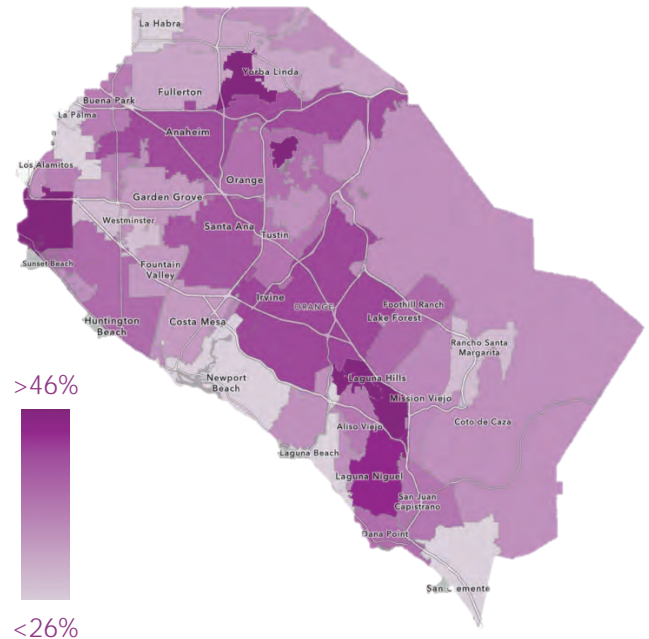 La Habra
Yorba Linda
Fullerton
Buena Park
La Palma
Anaheim
Los Alamitos
Orange
Garden Grove
Westminster
Santa Ana
Tustin
Sunset Beach
Fountain
Valley
Irvine
ORANGE
Foothill Ranch
Lake Forest
Huntington
Beach
Costa Mesa
Rancho Santa
Margarita
Newport
Beach
Laguna Hills
Mission Viejo
>46%
Aliso Viejo
Coto de Caza
Laguna Beach
Laguna Niguel
San Juan
Capistrano
Dana Point
San Clemente
<26%